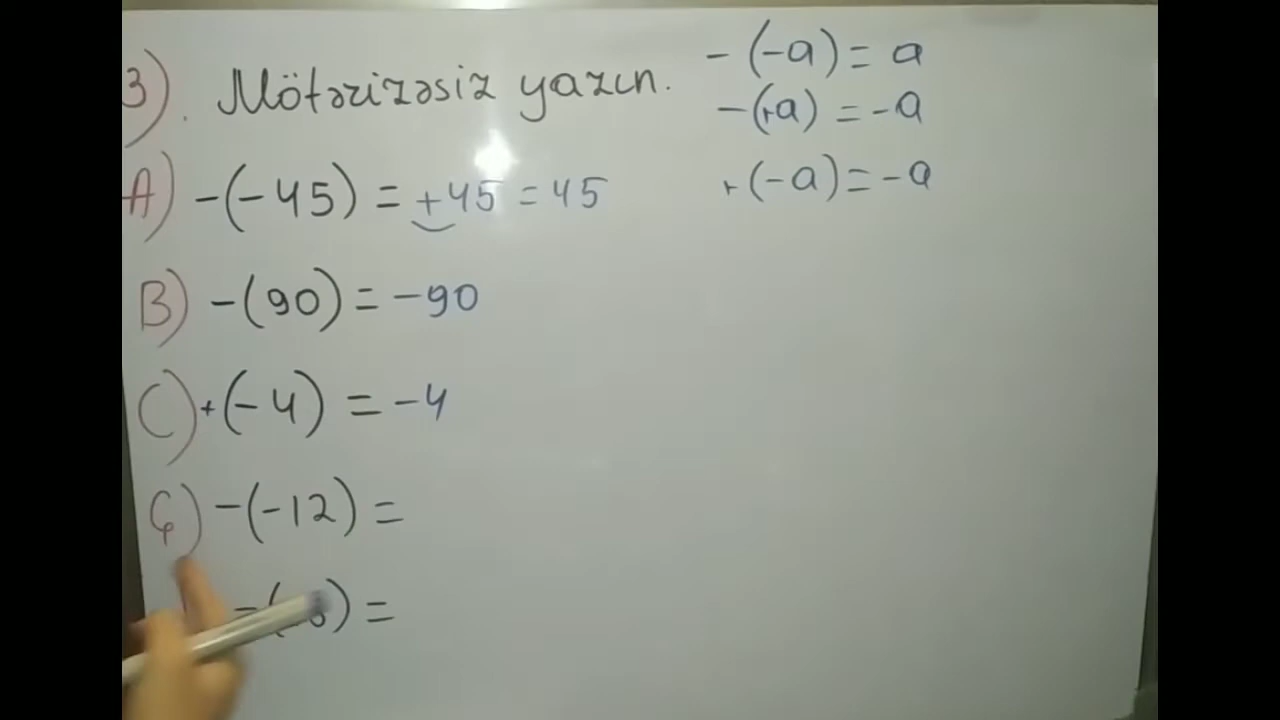 3). Mötərizəsiz yazın.
-(-a) = a
-(+a) = -a
+(-a) = -a
A) -(-45) = +45 = 45
B) -(90) = -90
C) +(-4) = -4
Ç) -(-12) =